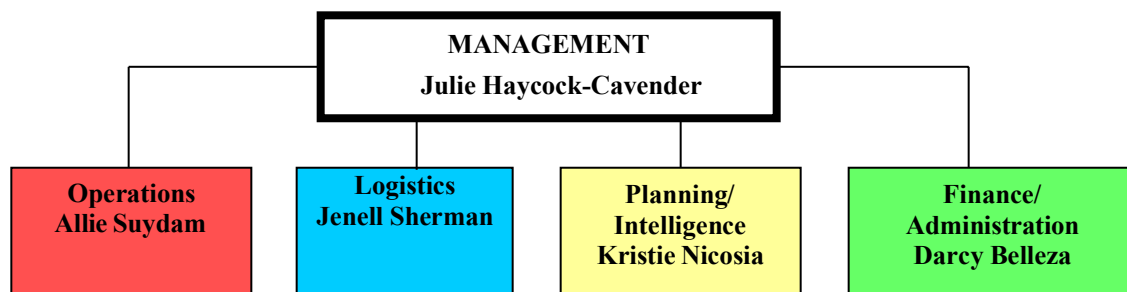 MANAGEMENT
Julie Haycock-Cavender
Operations
Allie Suydam
Logistics
Jenell Sherman
Planning/
Intelligence
Kristie Nicosia
Finance/
Administration
Darcy Belleza